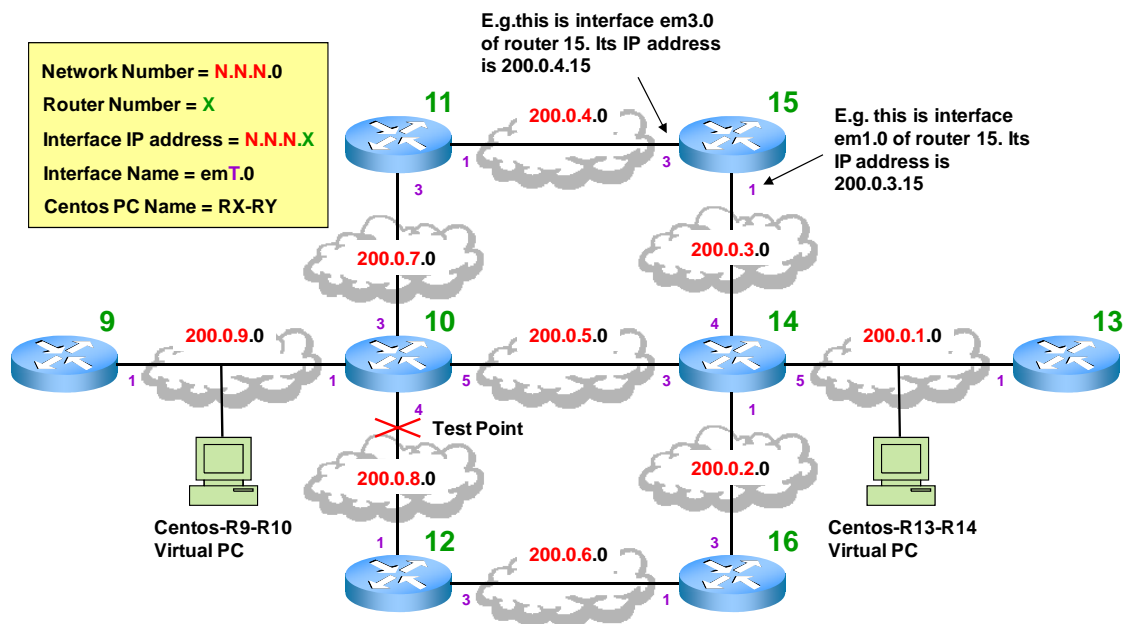 E.g.this is interface em3.0
of router 15. Its IP address
is 200.0.4.15
Network Number = N.N.N.0
Router Number = X
Interface IP address = N.N.N.X
Interface Name = emT.0
Centos PC Name = RX-RY
11
200.0.4.0
15
E.g. this is interface
em1.0 of router 15. Its
IP address is
200.0.3.15
1
3
3
1
200.0.7.0
200.0.3.0
9
200.0.9.0
3
10
200.0.5.0
4
14
200.0.1.0
13
1
1
5
3
5
1
4
1
Test Point
200.0.8.0
200.0.2.0
Centos-R9-R10
Virtual PC
Centos-R13-R14
Virtual PC
1
12
200.0.6.0
3
16
3
1